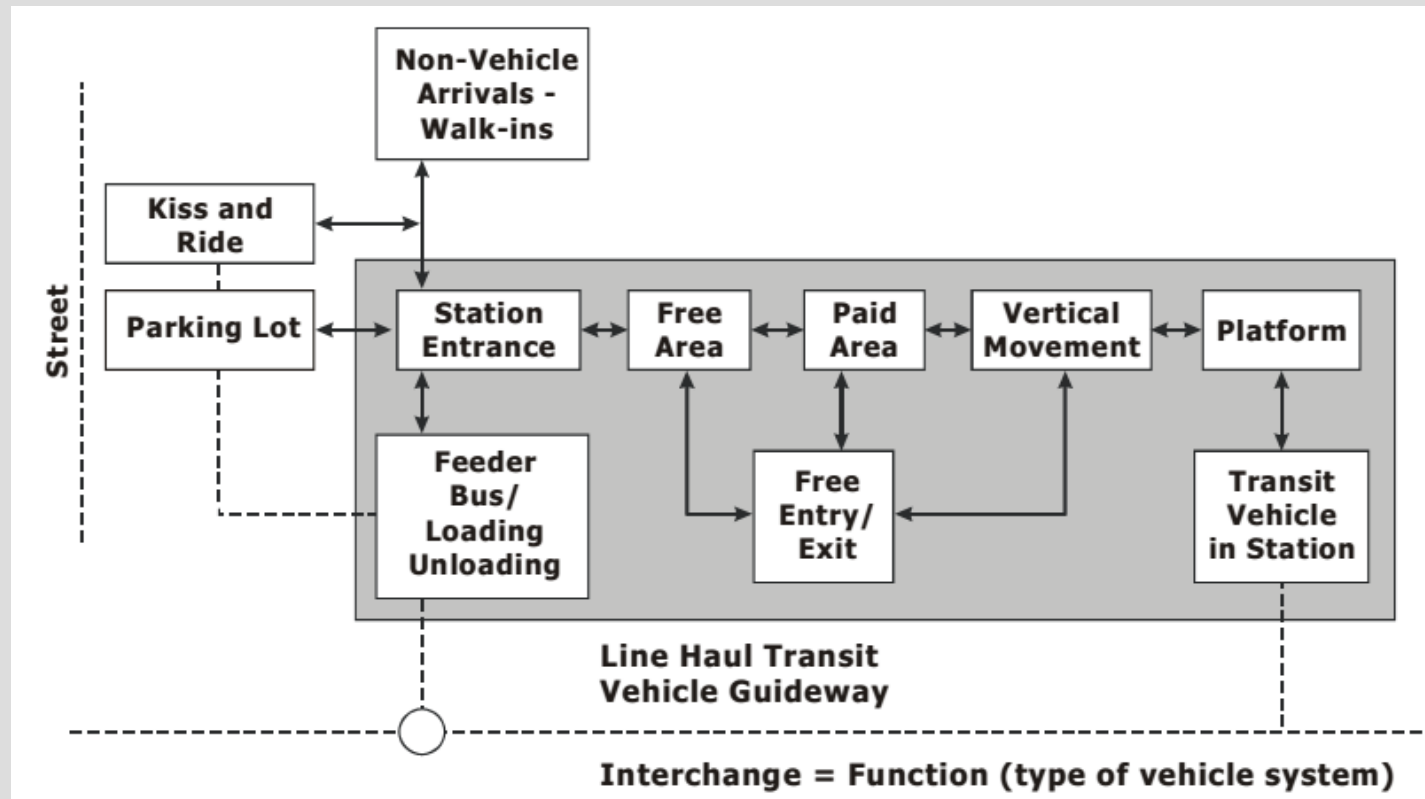 Non-Vehicle
Arrivals -
Walk-ins
Kiss and
Ride
Street
Parking Lot
Station
Entrance
Free
Area
Paid
Area
Vertical
Movement
Platform
Feeder
Bus/
Loading
Unloading
Free
Entry/
Exit
Transit
Vehicle
in Station
Line Haul Transit
Vehicle Guideway
Interchange = Function (type of vehicle system)